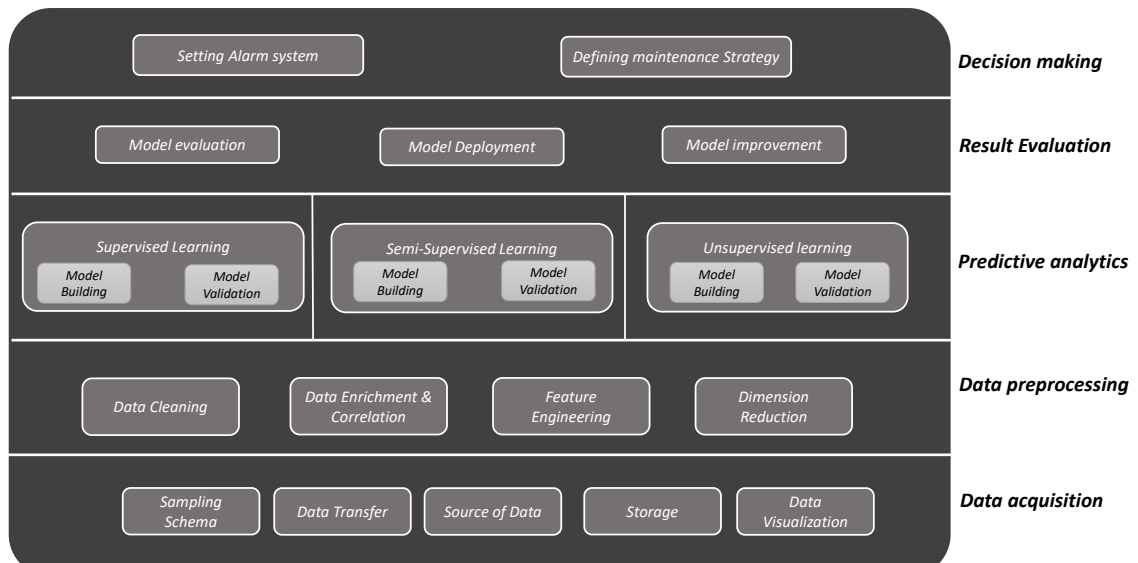 Setting Alarm system
Defining maintenance Strategy
Decision making
Model evaluation
Model Deployment
Model improvement
Result Evaluation
Supervised Learning
Model
Building
Model
Validation
Semi-Supervised Learning
Model
Building
Model
Validation
Unsupervised learning
Model
Building
Model
Validation
Predictive analytics
Data Cleaning
Data Enrichment &
Correlation
Feature
Engineering
Dimension
Reduction
Data preprocessing
Sampling
Schema
Data Transfer
Source of Data
Storage
Data
Visualization
Data acquisition